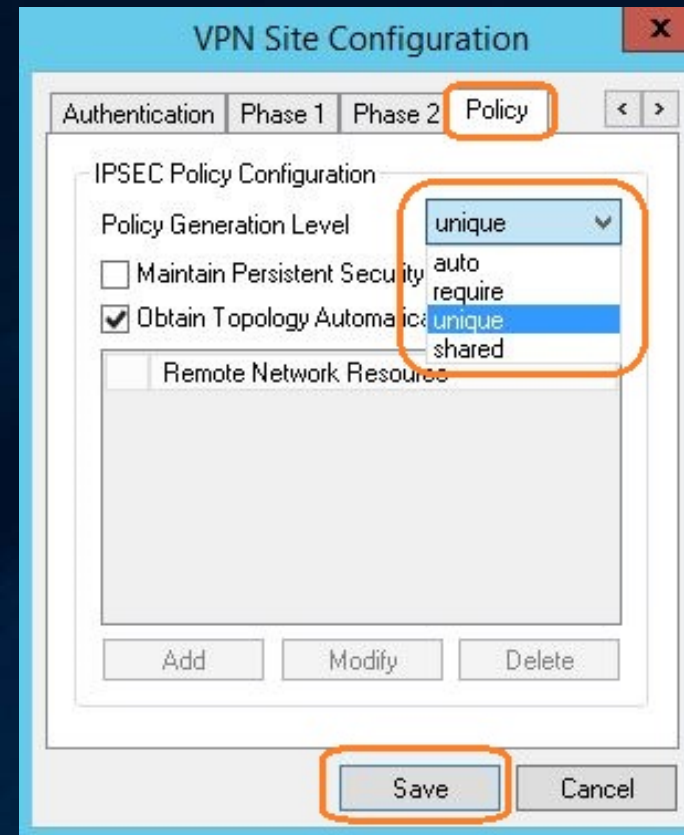 VPN Site Configuration
x
Authentication Phase 1 Phase 2 Policy < >
IPSEC Policy Configuration
Policy Generation Level unique
auto
require
unique
shared
Maintain Persistent Security
Obtain Topology
Remote Network Resource
Add Modify Delete
Save Cancel